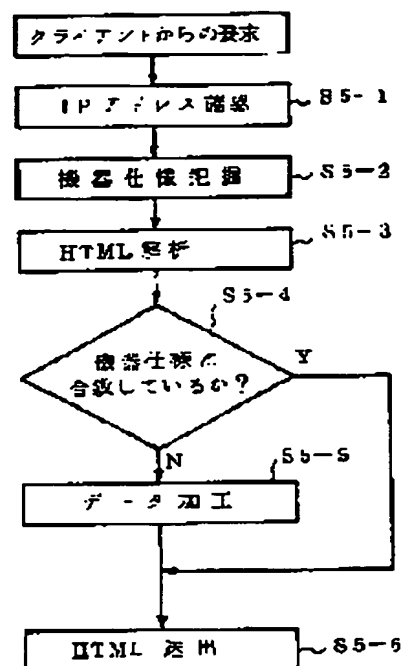 クライアントからの要求
IPアドレス確認
S5-1
機器仕様把握
S5-2
HTML解析
S5-3
S5-4
機器仕様に
合致しているか?
Y
N
S5-5
データ加工
HTML送出
S5-6